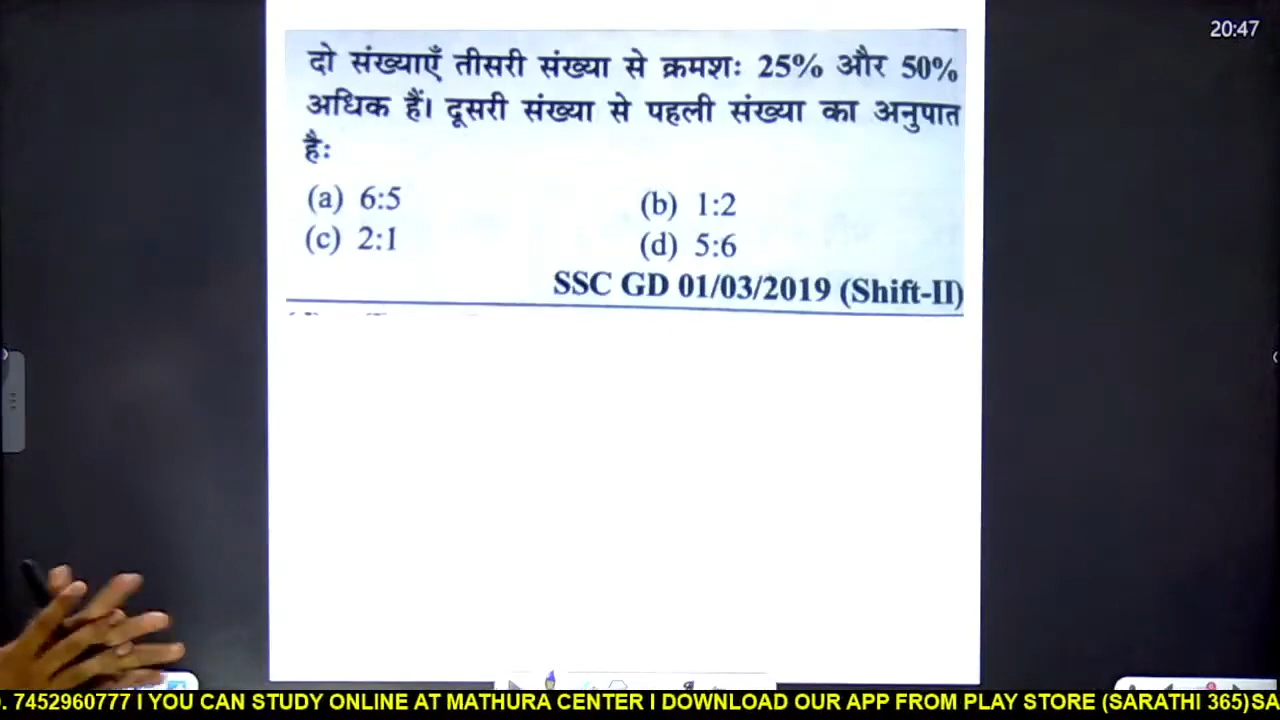 20:47
दो संख्याएँ तीसरी संख्या से क्रमशः 25% और 50%
अधिक हैं। दूसरी संख्या से पहली संख्या का अनुपात
हैः
(a) 6:5 (b) 1:2
(c) 2:1 (d) 5:6
SSC GD 01/03/2019 (Shift-II)
. 7452960777 I YOU CAN STUDY ONLINE AT MATHURA CENTER I DOWNLOAD OUR APP FROM PLAY STORE (SARATHI 365)SA